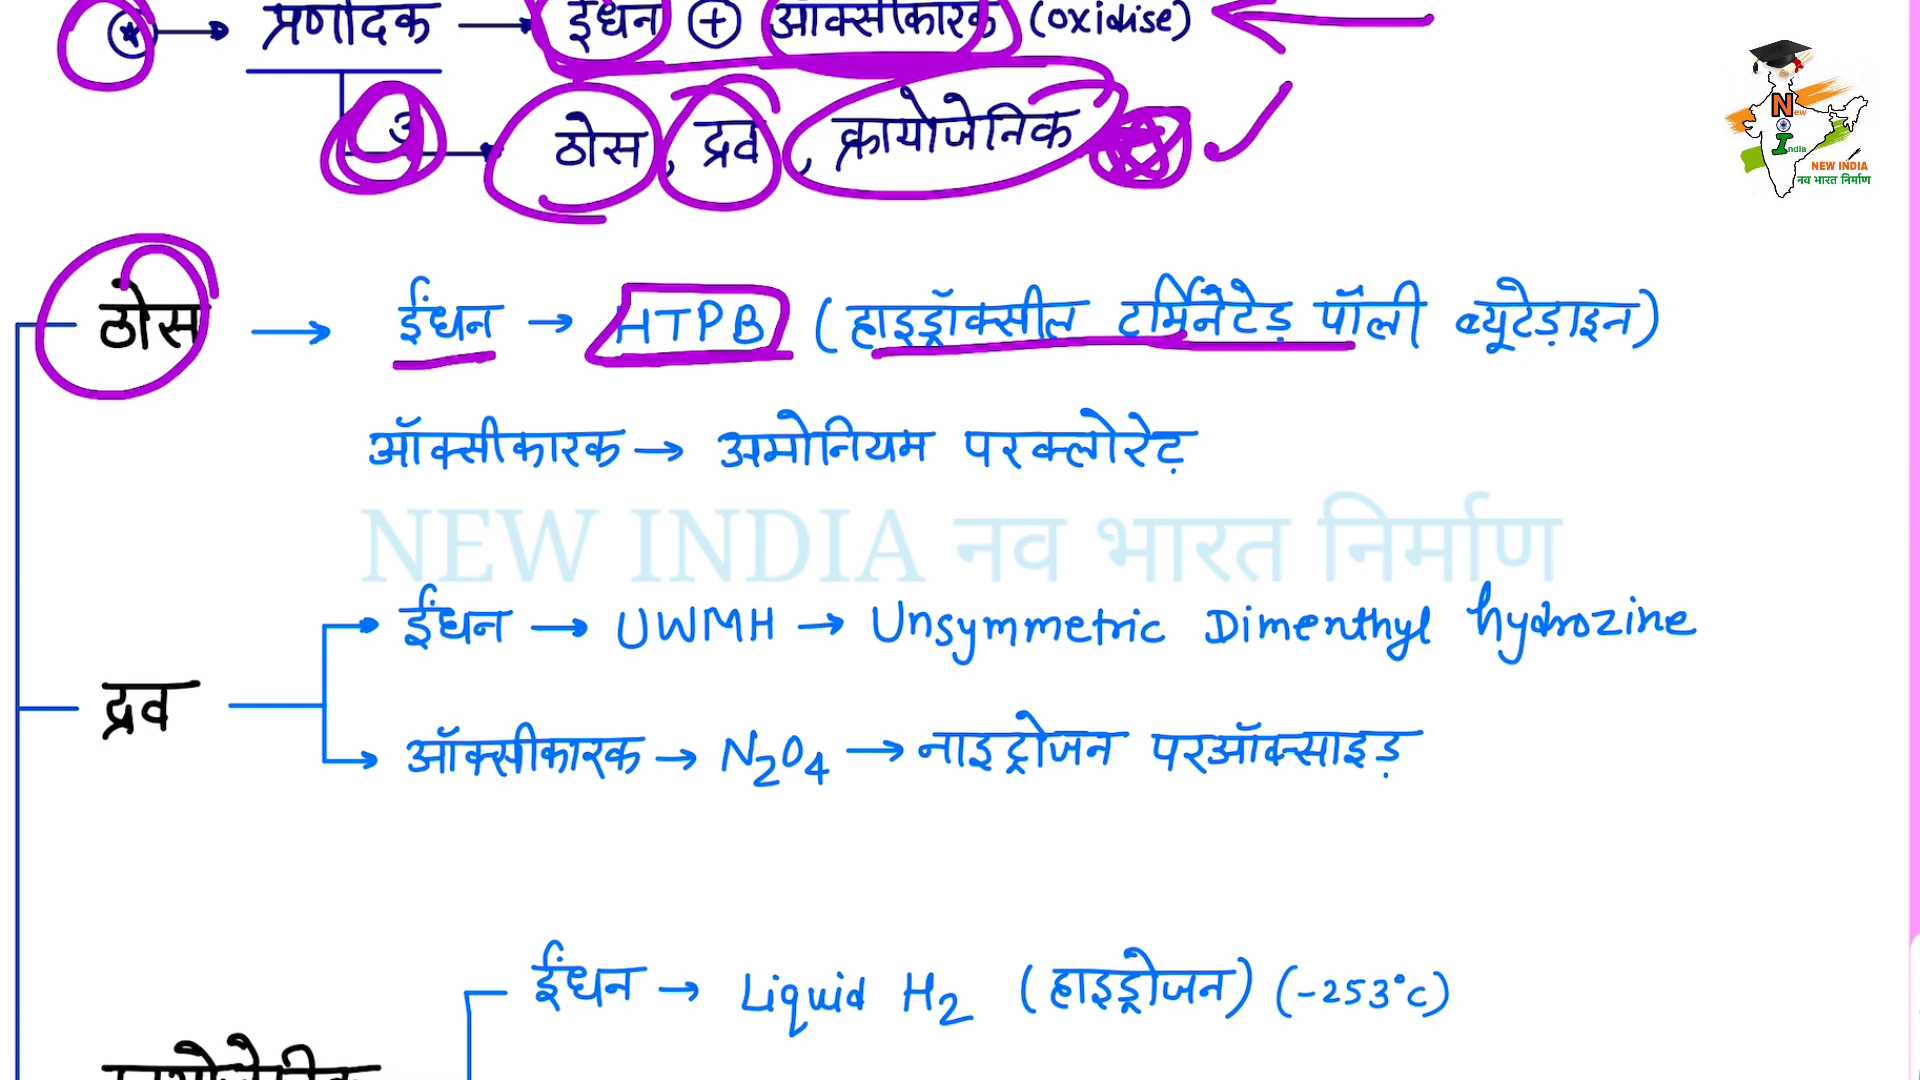 प्रणोदक → ईंधन + ऑक्सीकारक (oxidise)
3 → ठोस, द्रव, क्रायोजेनिक
New India
NEW INDIA
नव भारत निर्माण
ठोस → ईंधन → HTPB (हाइड्रॉक्सील टर्मिनेटेड़ पॉली ब्यूटेड़ाइन)
ऑक्सीकारक → अमोनियम परक्लोरेट़
NEW INDIA नव भारत निर्माण
ईंधन → UWMH → Unsymmetric Dimenthyl hydrozine
द्रव
ऑक्सीकारक → N2O4 → नाइट्रोजन परऑक्साइड़
ईंधन → Liquid H2 (हाइड्रोजन) (-253°C)
क्रायोजेनिक